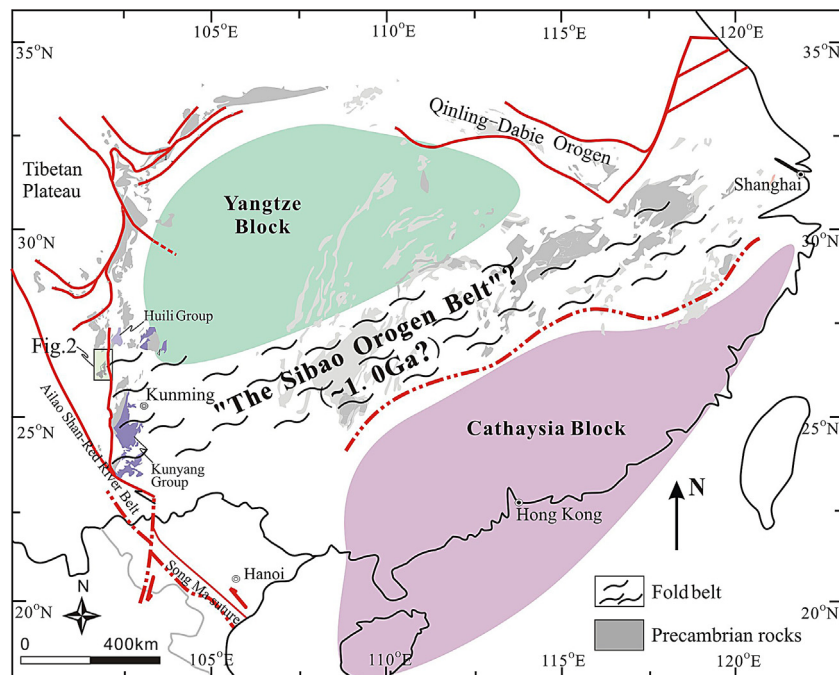 105°E
110°E
115°E
120°E
35°N
35°N
Qinling-Dabie Orogen
Tibetan
Plateau
Shanghai
Yangtze
Block
30°N
30°N
Huili Group
Fig.2
"The Sibao Orogen Belt"?
(~1.0Ga?)
Kunming
25°N
25°N
Cathaysia Block
Kunyang
Group
Ailao Shan-Red River Belt
N
Hong Kong
Hanoi
Song Ma suture
N
Fold belt
20°N
20°N
Precambrian rocks
0
400km
105°E
110°E
115°E
120°E